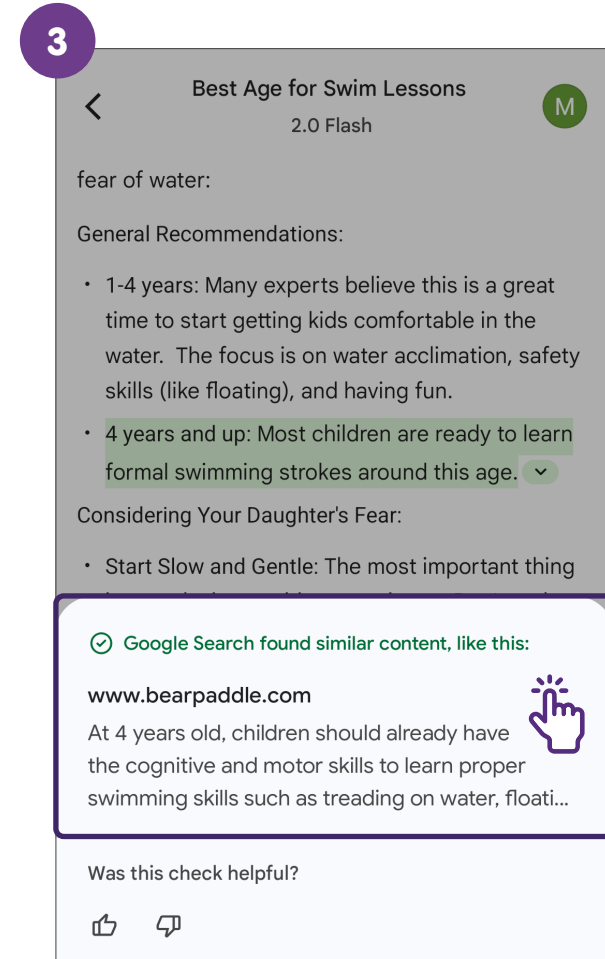 3
Best Age for Swim Lessons
M
2.0 Flash
fear of water:
General Recommendations:
• 1-4 years: Many experts believe this is a great
time to start getting kids comfortable in the
water. The focus is on water acclimation, safety
skills (like floating), and having fun.
• 4 years and up: Most children are ready to learn
formal swimming strokes around this age.
Considering Your Daughter's Fear:
• Start Slow and Gentle: The most important thing
Google Search found similar content, like this:
www.bearpaddle.com
At 4 years old, children should already have
the cognitive and motor skills to learn proper
swimming skills such as treading on water, floati...
Was this check helpful?